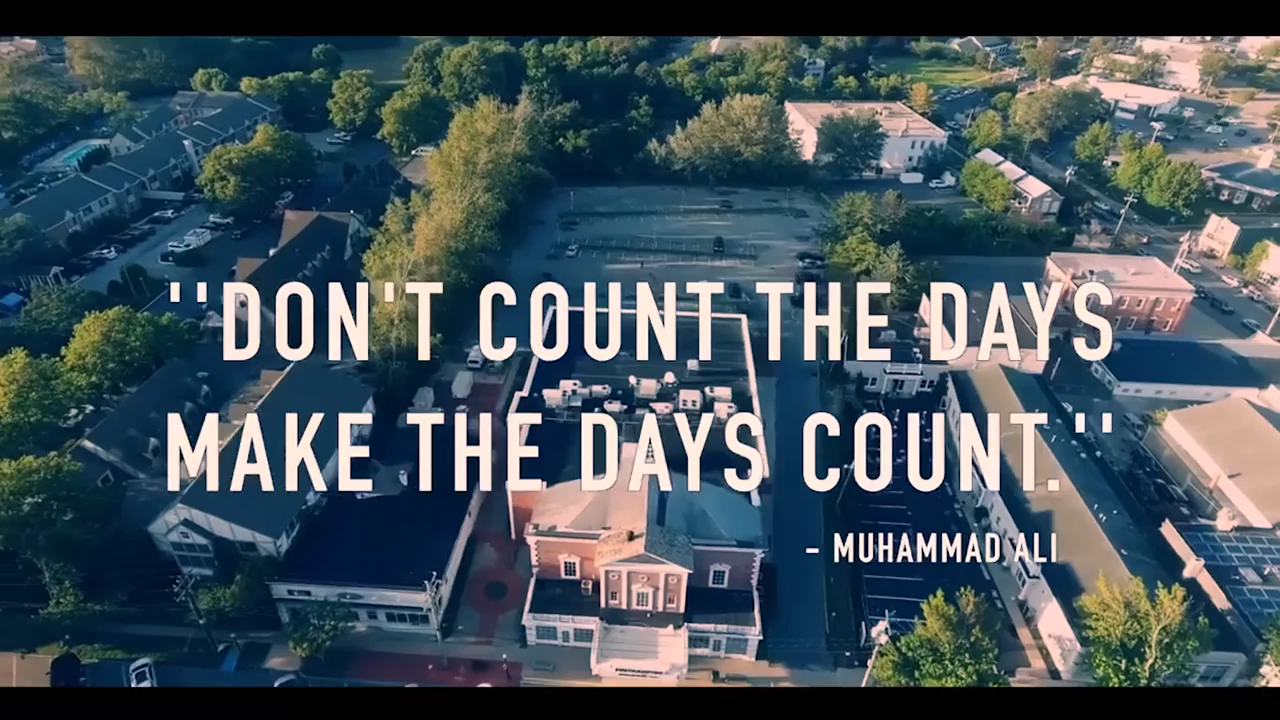 ''DON'T COUNT THE DAYS
MAKE THE DAYS COUNT.''
- MUHAMMAD ALI